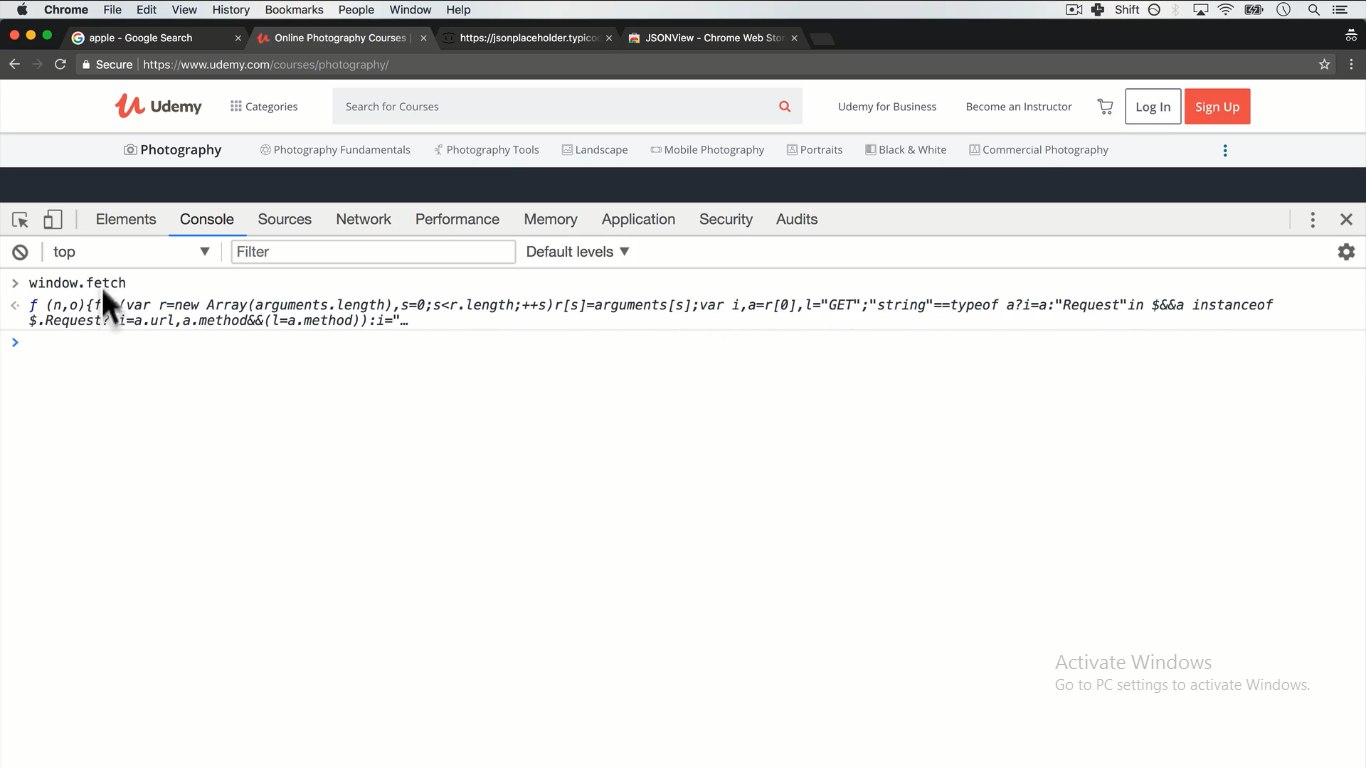 Chrome File Edit View History Bookmarks People Window Help Shift
apple - Google Search Online Photography Courses | https://jsonplaceholder.typico JSONView - Chrome Web Stor
Secure https://www.udemy.com/courses/photography/
Udemy Categories Search for Courses Udemy for Business Become an Instructor Log In Sign Up
Photography Photography Fundamentals Photography Tools Landscape Mobile Photography Portraits Black & White Commercial Photography
Elements Console Sources Network Performance Memory Application Security Audits
top ▼ Filter Default levels ▼
> window.fetch
f (n,o){f (var r=new Array(arguments.length),s=0;s<r.length;++s)r[s]=arguments[s];var i,a=r[0],l="GET";"string"==typeof a?i=a:"Request"in $&&a instanceof
$.Request? i=a.url,a.method&&(l=a.method)):i="…
>
Activate Windows
Go to PC settings to activate Windows.